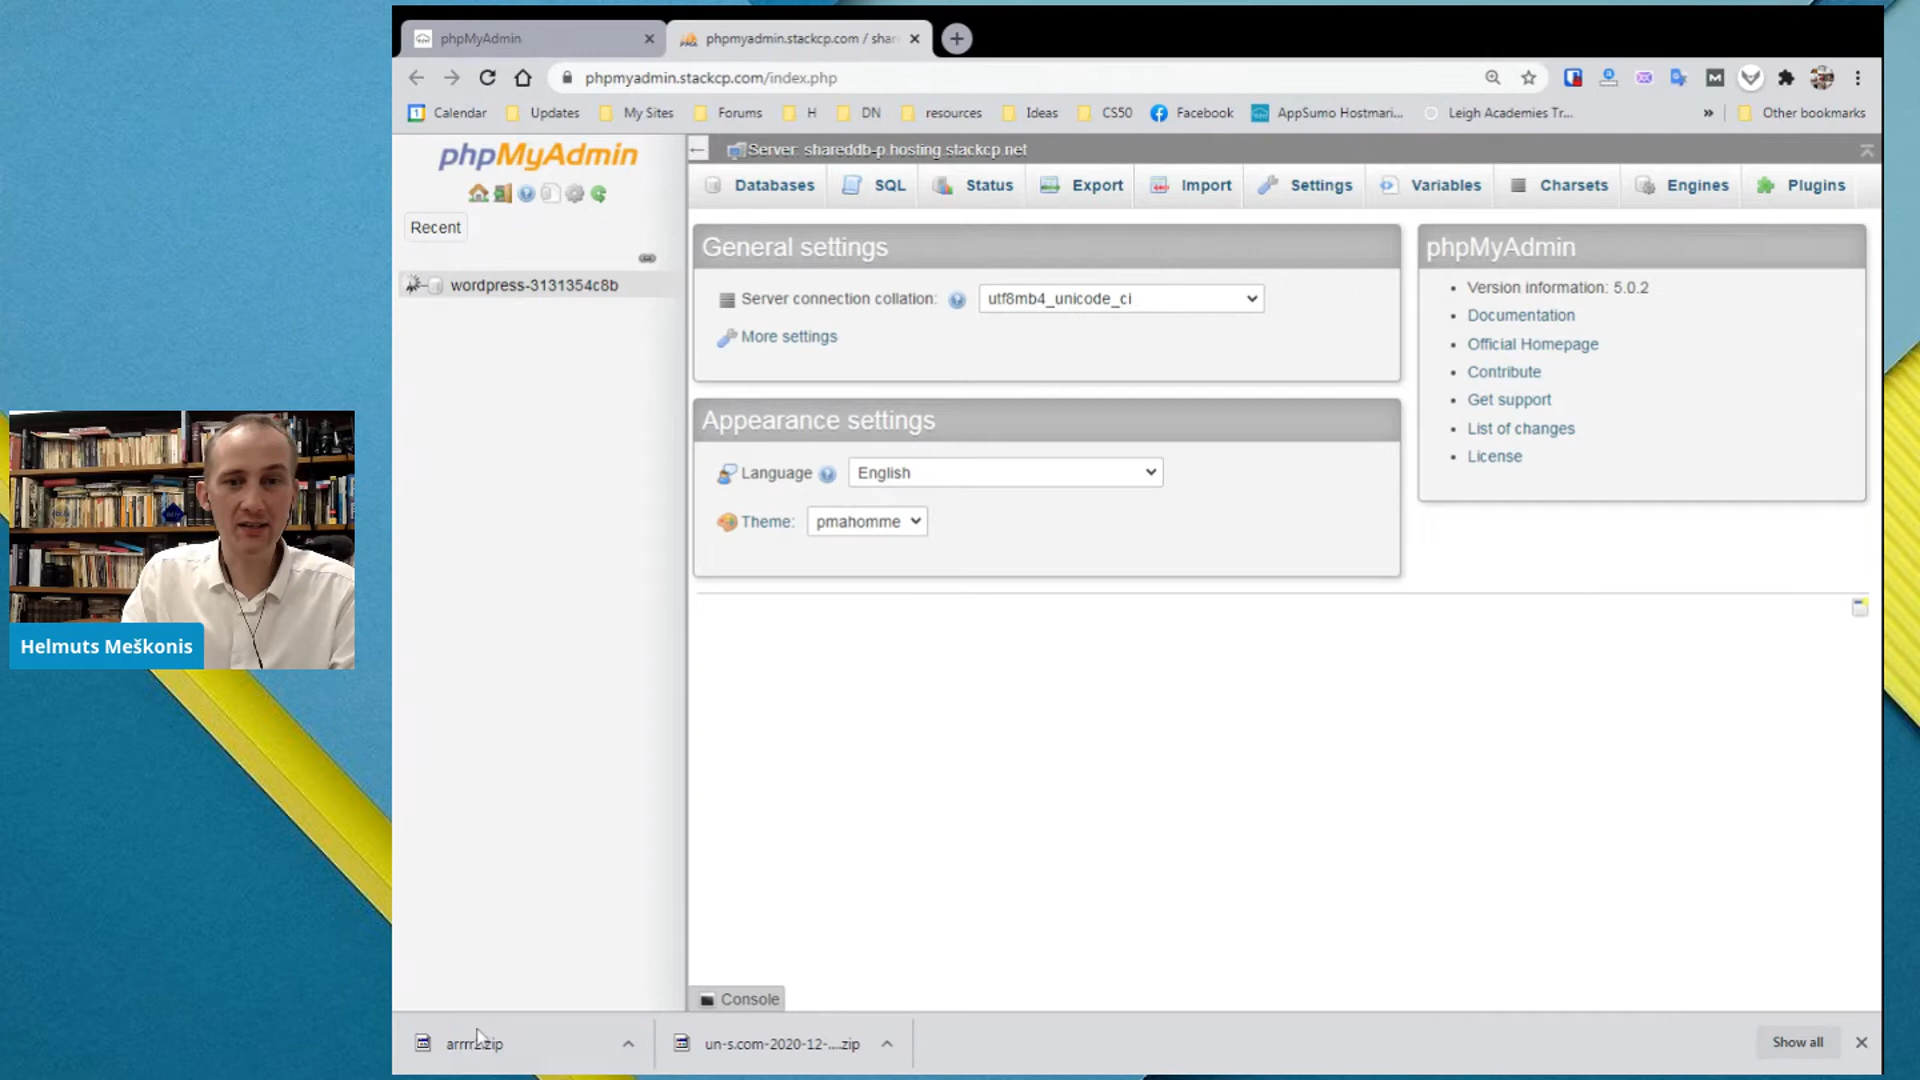 phpMyAdmin
phpmyadmin.stackcp.com / shar
phpmyadmin.stackcp.com/index.php
Calendar
Updates
My Sites
Forums
H
DN
resources
Ideas
CS50
Facebook
AppSumo Hostmari...
Leigh Academies Tr...
»
Other bookmarks
phpMyAdmin
Recent
wordpress-3131354c8b
Server: shareddb-p.hosting.stackcp.net
Databases
SQL
Status
Export
Import
Settings
Variables
Charsets
Engines
Plugins
General settings
Server connection collation:
utf8mb4_unicode_ci
More settings
Appearance settings
Language
English
Theme:
pmahomme
phpMyAdmin
Version information: 5.0.2
Documentation
Official Homepage
Contribute
Get support
List of changes
License
Console
Helmuts Meškonis
un-s.com-2020-12-....zip
Show all